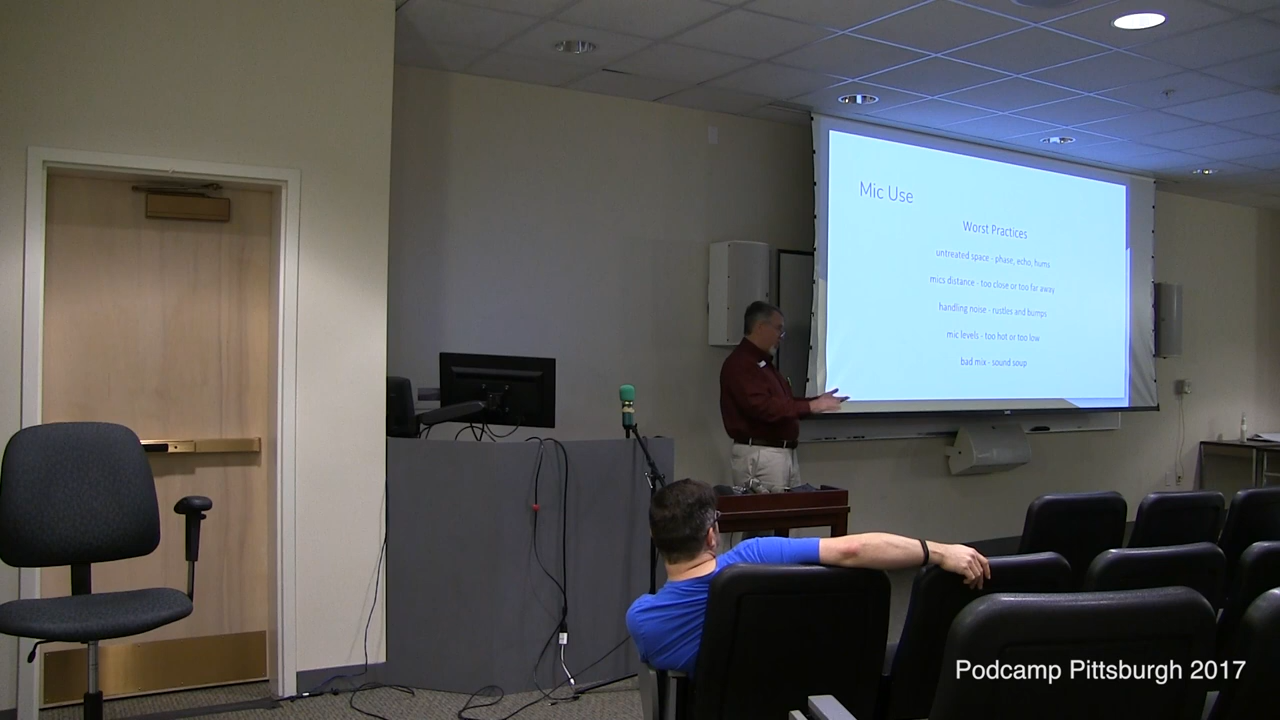 Mic Use
Worst Practices
untreated space - phase, echo, hums
mics distance - too close or too far away
handling noise - rustles and bumps
mic levels - too hot or too low
bad mix - sound soup
Podcamp Pittsburgh 2017